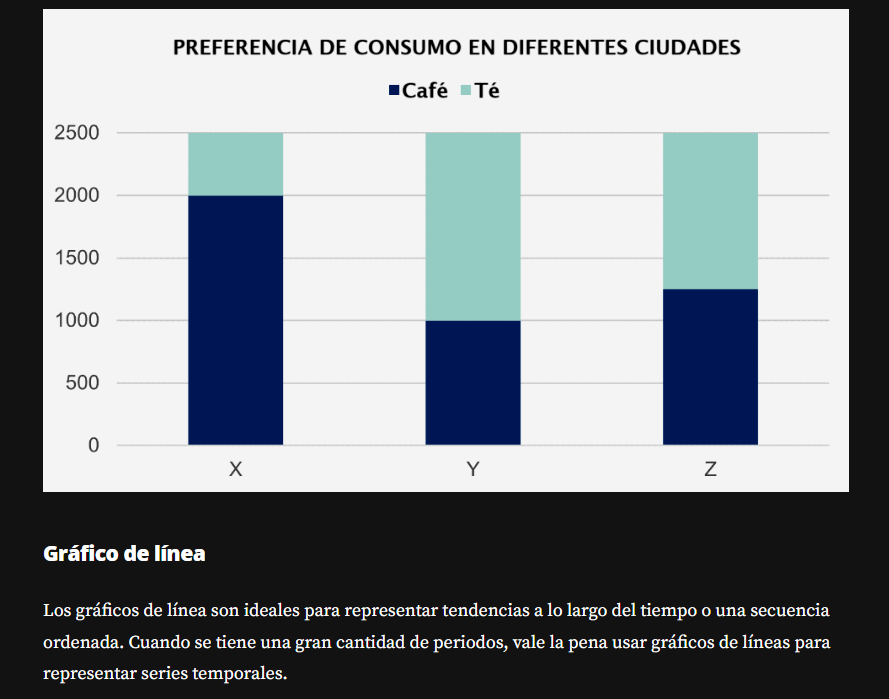 PREFERENCIA DE CONSUMO EN DIFERENTES CIUDADES
Café Té
2500
2000
1500
1000
500
0
X Y Z
Gráfico de línea
Los gráficos de línea son ideales para representar tendencias a lo largo del tiempo o una secuencia
ordenada. Cuando se tiene una gran cantidad de periodos, vale la pena usar gráficos de líneas para
representar series temporales.